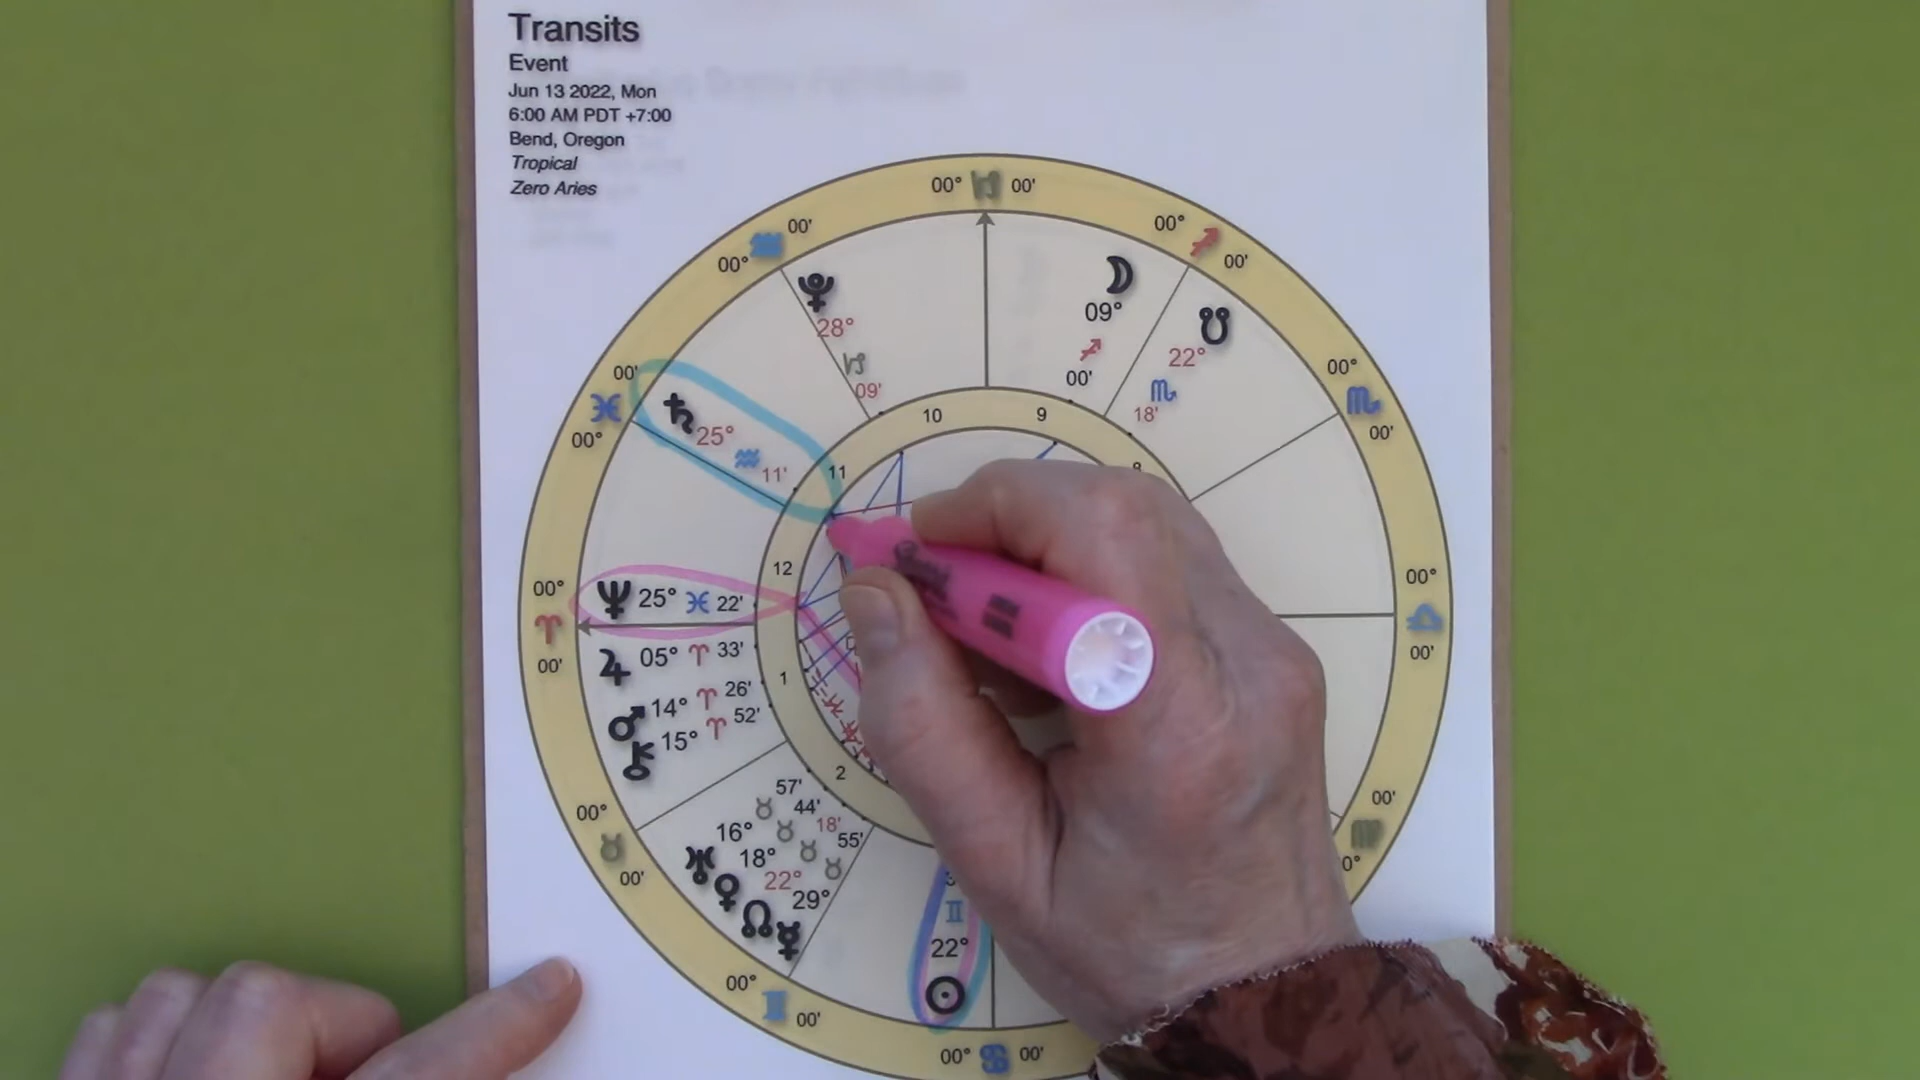 Transits
Event
Jun 13 2022, Mon
6:00 AM PDT +7:00
Bend, Oregon
Tropical
Zero Aries
00° ♑ 00'
00° ♐ 00'
00° ♒ 00'
♇ 28° ♑ 09'
☽ 09° ♐ 00'
☋ 22° ♏ 18'
00° ♏ 00'
00' ♓ 00°
♄ 25° ♒ 11'
10
9
11
8
12
00° ♈ 00'
♆ 25° ♓ 22'
00° ♎ 00'
♃ 05° ♈ 33'
1
♂ 14° ♈ 26'
⚷ 15° ♈ 52'
2
00° ♉ 00'
♅ 16° ♉ 57'
♀ 18° ♉ 44'
☊ 22° ♉ 18'
☿ 29° ♉ 55'
00' ♍
♊
22°
☉
00° ♊ 00'
00° ♋ 00'